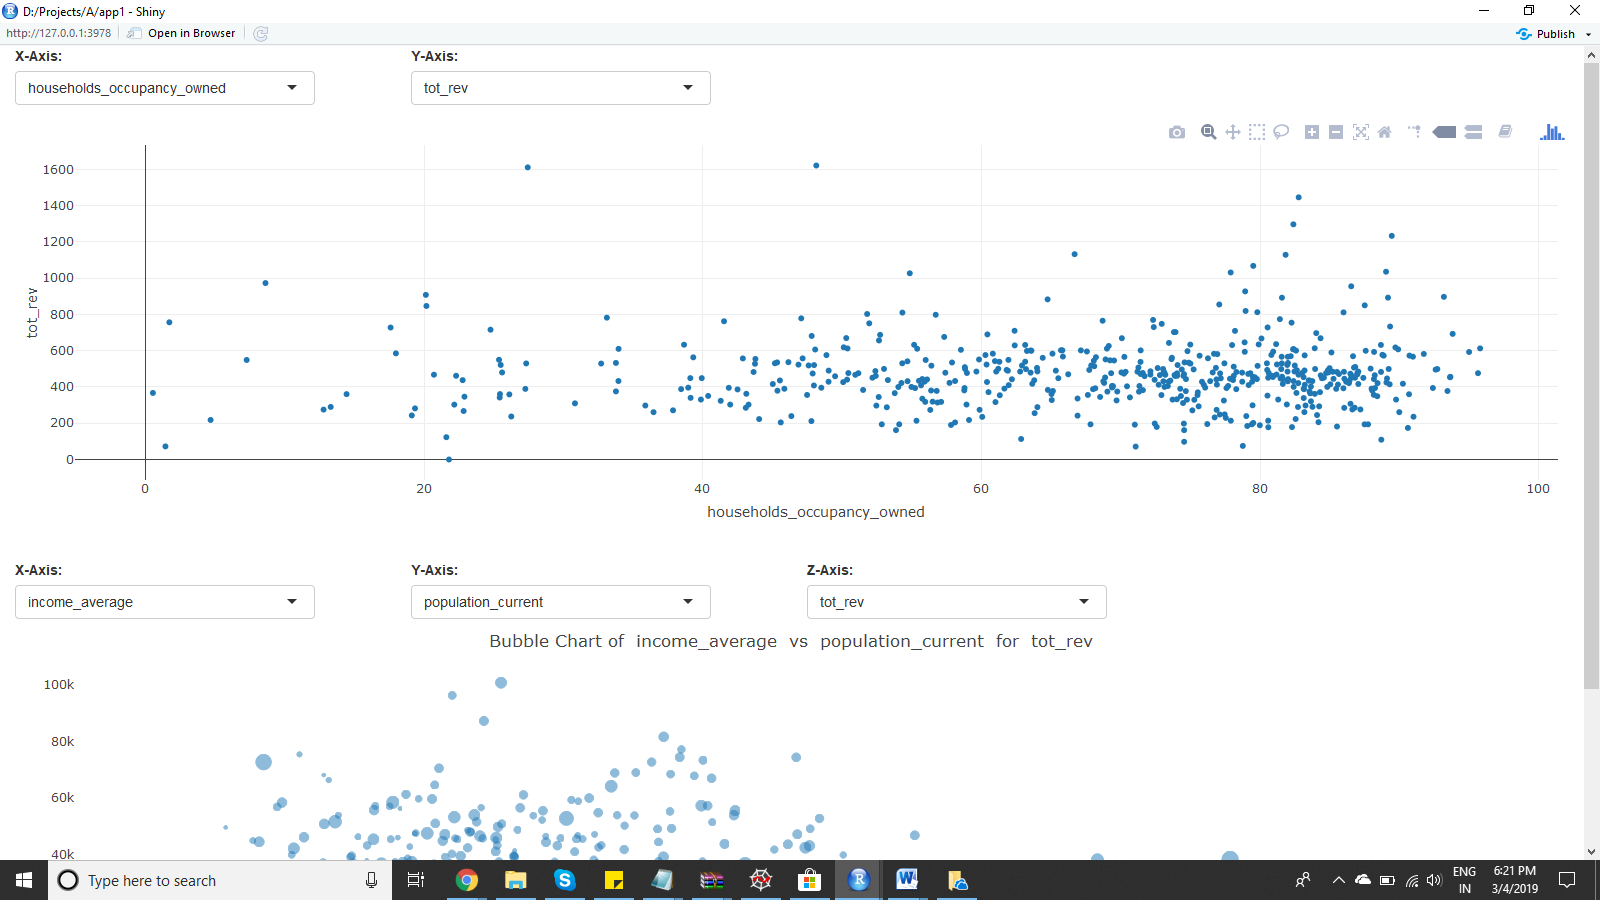 D:/Projects/A/app1 - Shiny
http://127.0.0.1:3978 Open in Browser Publish
X-Axis: Y-Axis:
households_occupancy_owned tot_rev
1600
1400
1200
1000
800
600
400
200
0
tot_rev
0 20 40 60 80 100
households_occupancy_owned
X-Axis: Y-Axis: Z-Axis:
income_average population_current tot_rev
Bubble Chart of income_average vs population_current for tot_rev
100k
80k
60k
40k
Type here to search
ENG
IN
6:21 PM
3/4/2019